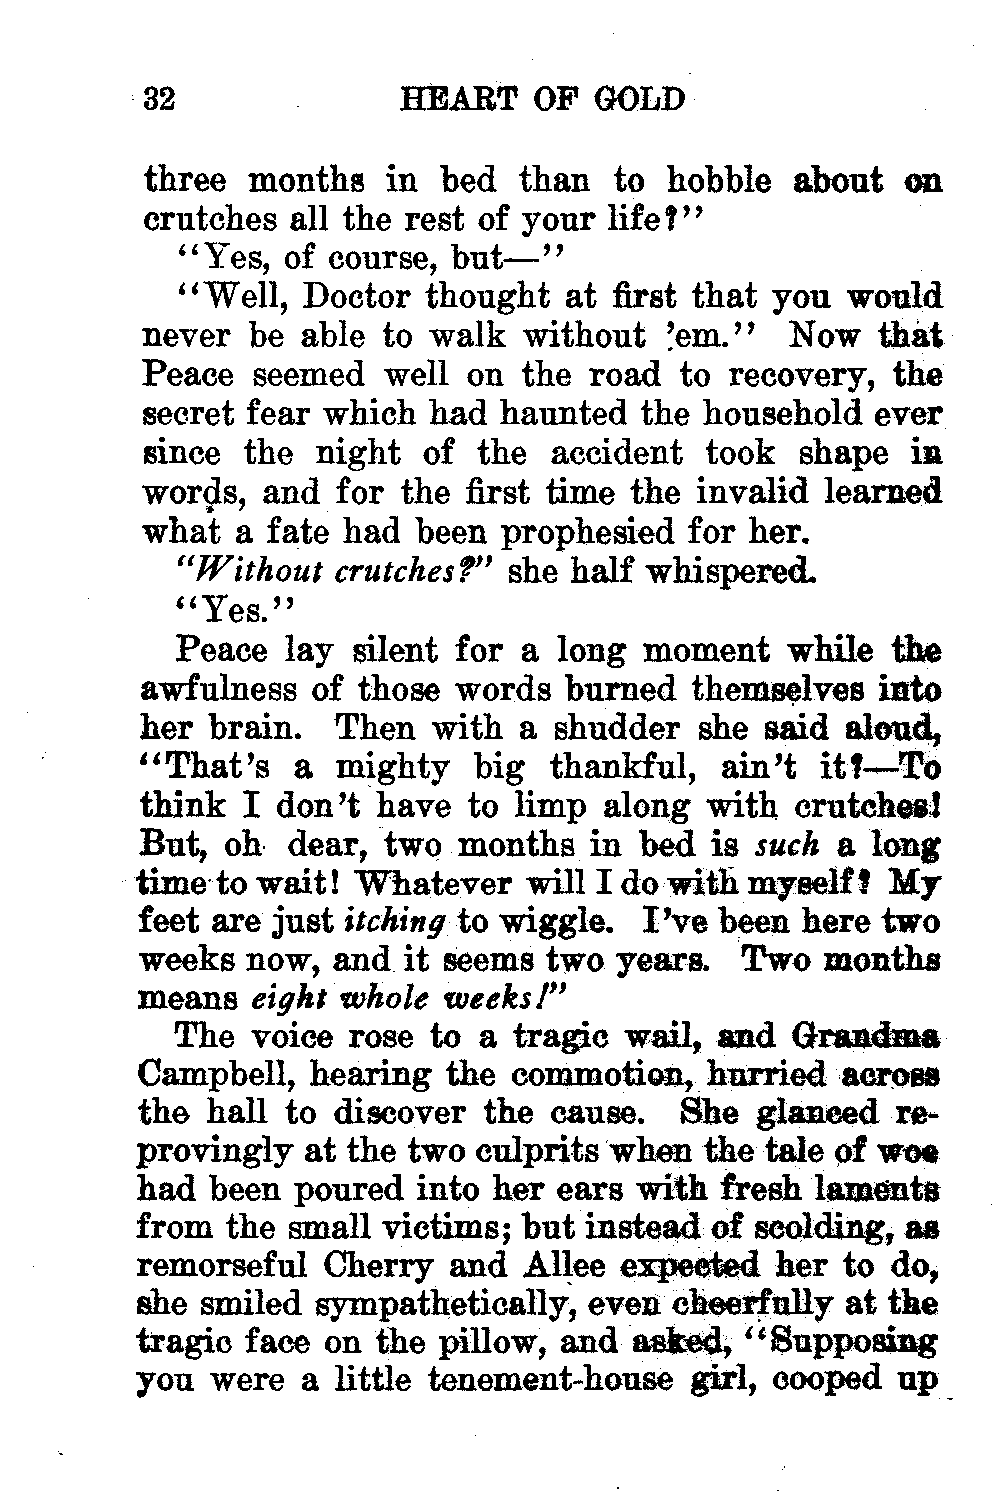 32 HEART OF GOLD
three months in bed than to hobble about on
crutches all the rest of your life?"
"Yes, of course, but—"
"Well, Doctor thought at first that you would
never be able to walk without 'em." Now that
Peace seemed well on the road to recovery, the
secret fear which had haunted the household ever
since the night of the accident took shape in
words, and for the first time the invalid learned
what a fate had been prophesied for her.
"Without crutches?" she half whispered.
"Yes."
Peace lay silent for a long moment while the
awfulness of those words burned themselves into
her brain. Then with a shudder she said aloud,
"That's a mighty big thankful, ain't it?—To
think I don't have to limp along with crutches!
But, oh dear, two months in bed is such a long
time to wait! Whatever will I do with myself? My
feet are just itching to wiggle. I've been here two
weeks now, and it seems two years. Two months
means eight whole weeks!"
The voice rose to a tragic wail, and Grandma
Campbell, hearing the commotion, hurried across
the hall to discover the cause. She glanced re-
provingly at the two culprits when the tale of woe
had been poured into her ears with fresh laments
from the small victims; but instead of scolding, as
remorseful Cherry and Allee expected her to do,
she smiled sympathetically, even cheerfully at the
tragic face on the pillow, and asked, "Supposing
you were a little tenement-house girl, cooped up